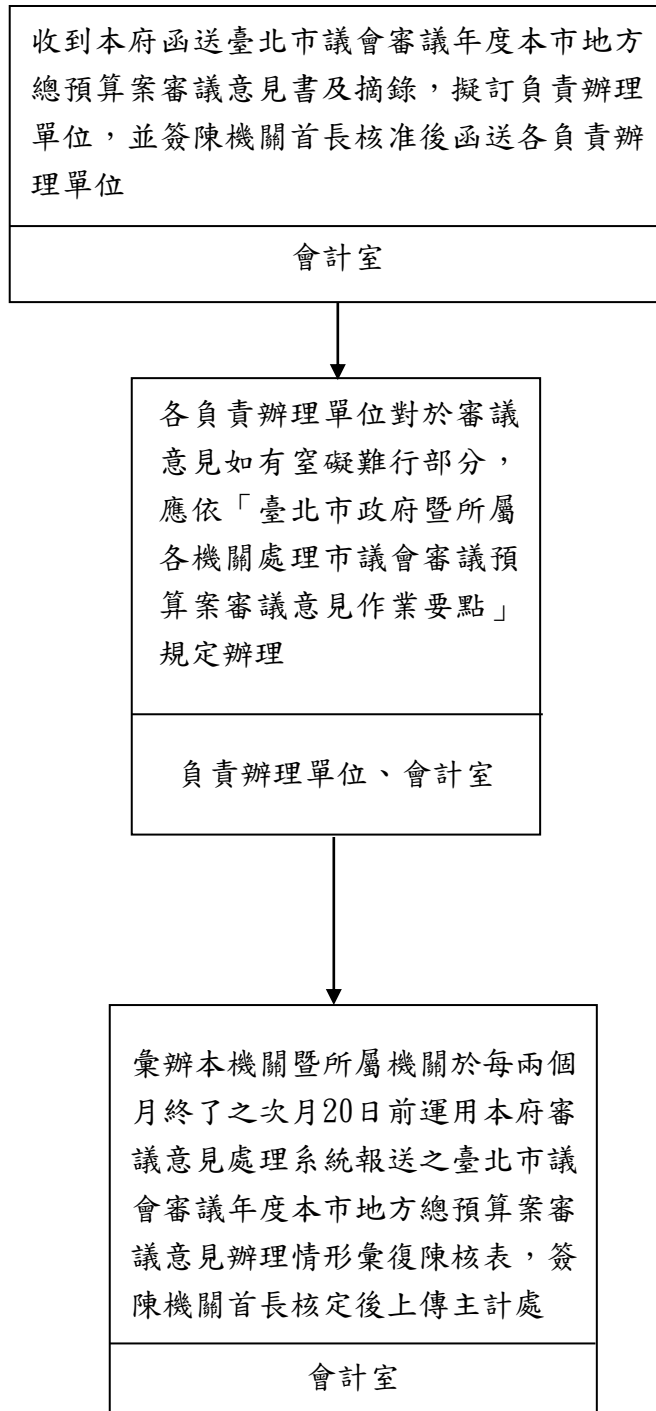 收到本府函送臺北市議會審議年度本市地方
總預算案審議意見書及摘錄，擬訂負責辦理
單位，並簽陳機關首長核准後函送各負責辦
理單位
會計室
各負責辦理單位對於審議
意見如有窒礙難行部分，
應依「臺北市政府暨所屬
各機關處理市議會審議預
算案審議意見作業要點」
規定辦理
負責辦理單位、會計室
彙辦本機關暨所屬機關於每兩個
月終了之次月20日前運用本府審
議意見處理系統報送之臺北市議
會審議年度本市地方總預算案審
議意見辦理情形彙復陳核表，簽
陳機關首長核定後上傳主計處
會計室